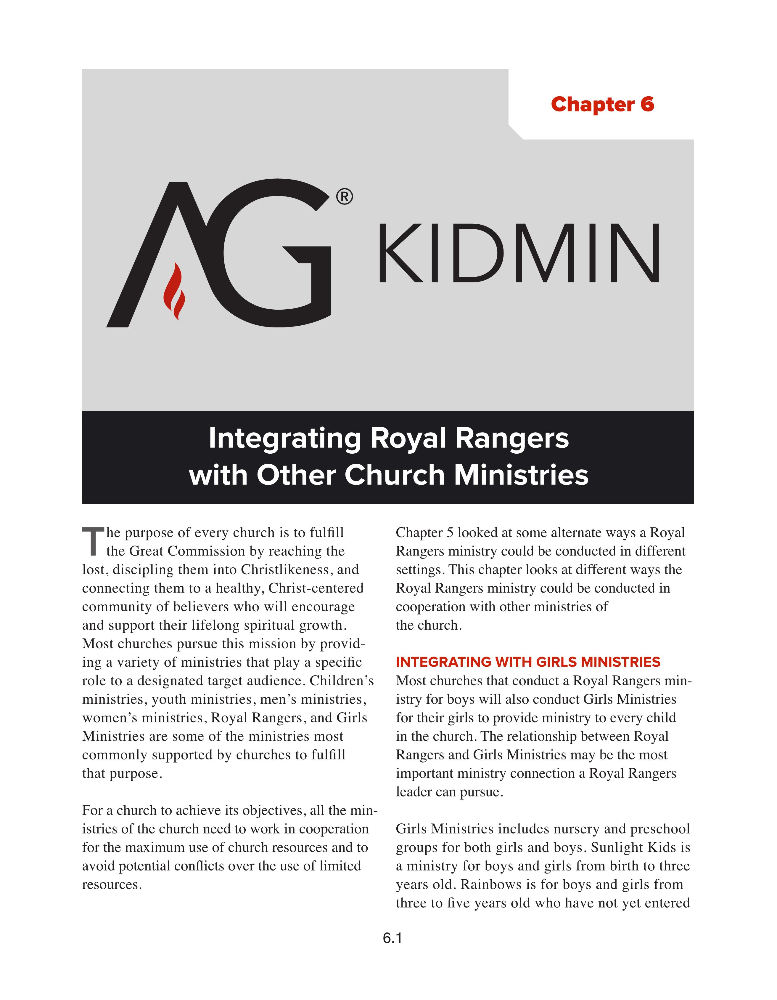 Chapter 6
AG® KIDMIN
Integrating Royal Rangers
with Other Church Ministries
The purpose of every church is to fulfill
the Great Commission by reaching the
lost, discipling them into Christlikeness, and
connecting them to a healthy, Christ-centered
community of believers who will encourage
and support their lifelong spiritual growth.
Most churches pursue this mission by provid-
ing a variety of ministries that play a specific
role to a designated target audience. Children’s
ministries, youth ministries, men’s ministries,
women’s ministries, Royal Rangers, and Girls
Ministries are some of the ministries most
commonly supported by churches to fulfill
that purpose.
For a church to achieve its objectives, all the min-
istries of the church need to work in cooperation
for the maximum use of church resources and to
avoid potential conflicts over the use of limited
resources.
Chapter 5 looked at some alternate ways a Royal
Rangers ministry could be conducted in different
settings. This chapter looks at different ways the
Royal Rangers ministry could be conducted in
cooperation with other ministries of
the church.
INTEGRATING WITH GIRLS MINISTRIES
Most churches that conduct a Royal Rangers min-
istry for boys will also conduct Girls Ministries
for their girls to provide ministry to every child
in the church. The relationship between Royal
Rangers and Girls Ministries may be the most
important ministry connection a Royal Rangers
leader can pursue.
Girls Ministries includes nursery and preschool
groups for both girls and boys. Sunlight Kids is
a ministry for boys and girls from birth to three
years old. Rainbows is for boys and girls from
three to five years old who have not yet entered
6.1